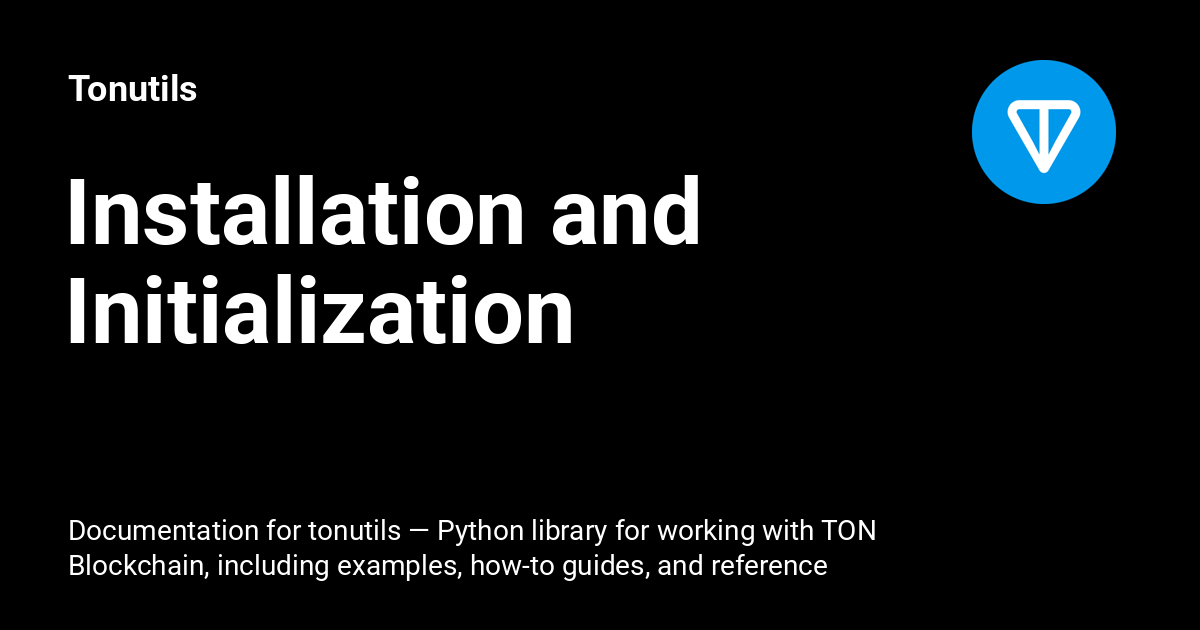 Tonutils
Installation and
Initialization
Documentation for tonutils — Python library for working with TON
Blockchain, including examples, how-to guides, and reference